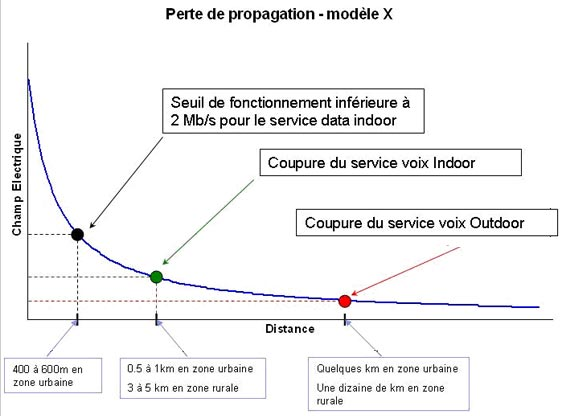 Perte de propagation - modèle X
Seuil de fonctionnement inférieure à
2 Mb/s pour le service data indoor
Coupure du service voix Indoor
Coupure du service voix Outdoor
Champ Electrique
Distance
400 à 600m en
zone urbaine
0.5 à 1km en zone urbaine
3 à 5 km en zone rurale
Quelques km en zone urbaine
Une dizaine de km en zone
rurale